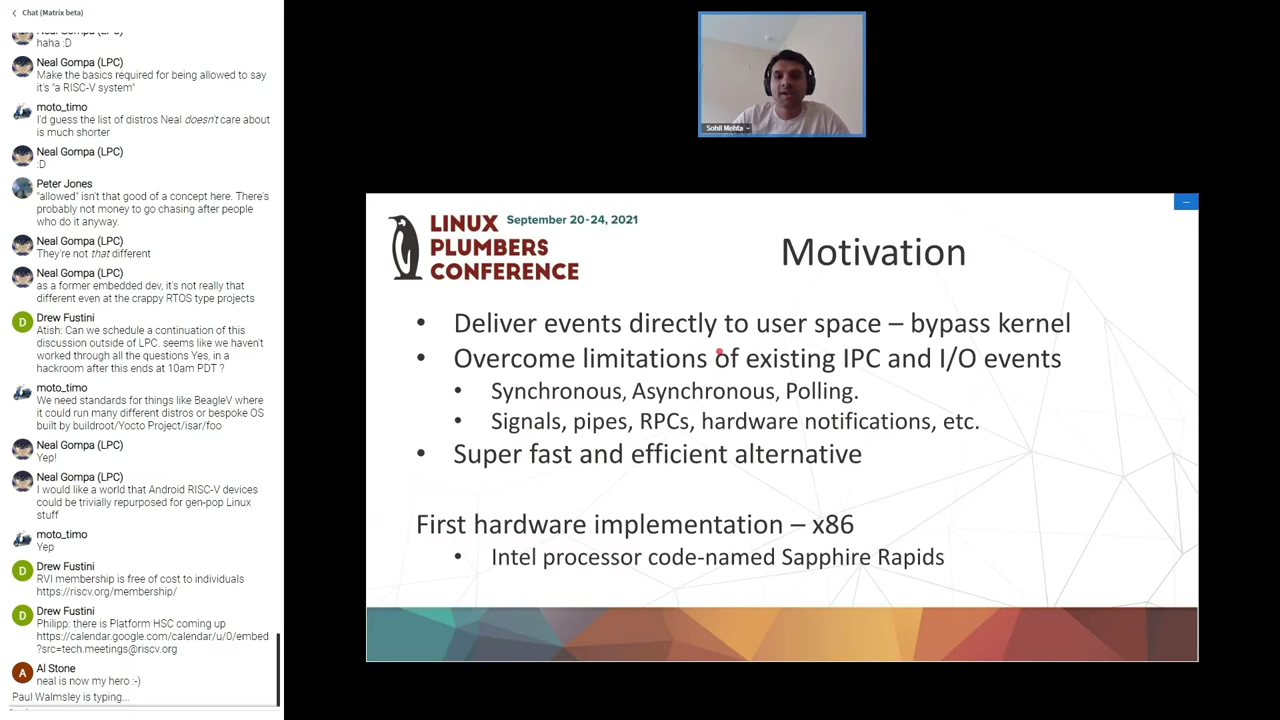 Chat (Matrix beta)
Neal Gompa (LPC)
haha :D
Neal Gompa (LPC)
Make the basics required for being allowed to say
it's "a RISC-V system"
moto_timo
I'd guess the list of distros Neal doesn't care about
is much shorter
Neal Gompa (LPC)
:D
Peter Jones
"allowed" isn't that good of a concept here. There's
probably not money to go chasing after people
who do it anyway.
Neal Gompa (LPC)
They're not that different
Neal Gompa (LPC)
as a former embedded dev, it's not really that
different even at the crappy RTOS type projects
D
Drew Fustini
Atish: Can we schedule a continuation of this
discussion outside of LPC. seems like we haven't
worked through all the questions Yes, in a
hackroom after this ends at 10am PDT ?
moto_timo
We need standards for things like BeagleV where
it could run many different distros or bespoke OS
built by buildroot/Yocto Project/isar/foo
Neal Gompa (LPC)
Yep!
Neal Gompa (LPC)
I would like a world that Android RISC-V devices
could be trivially repurposed for gen-pop Linux
stuff
moto_timo
Yep
D
Drew Fustini
RVI membership is free of cost to individuals
https://riscv.org/membership/
D
Drew Fustini
Philipp: there is Platform HSC coming up
https://calendar.google.com/calendar/u/0/embed
?src=tech.meetings@riscv.org
A
Al Stone
neal is now my hero :-)
Paul Walmsley is typing...
Sohil Mehta
LINUX
PLUMBERS
CONFERENCE
September 20-24, 2021
Motivation
• Deliver events directly to user space – bypass kernel
• Overcome limitations of existing IPC and I/O events
• Synchronous, Asynchronous, Polling.
• Signals, pipes, RPCs, hardware notifications, etc.
• Super fast and efficient alternative
First hardware implementation – x86
• Intel processor code-named Sapphire Rapids